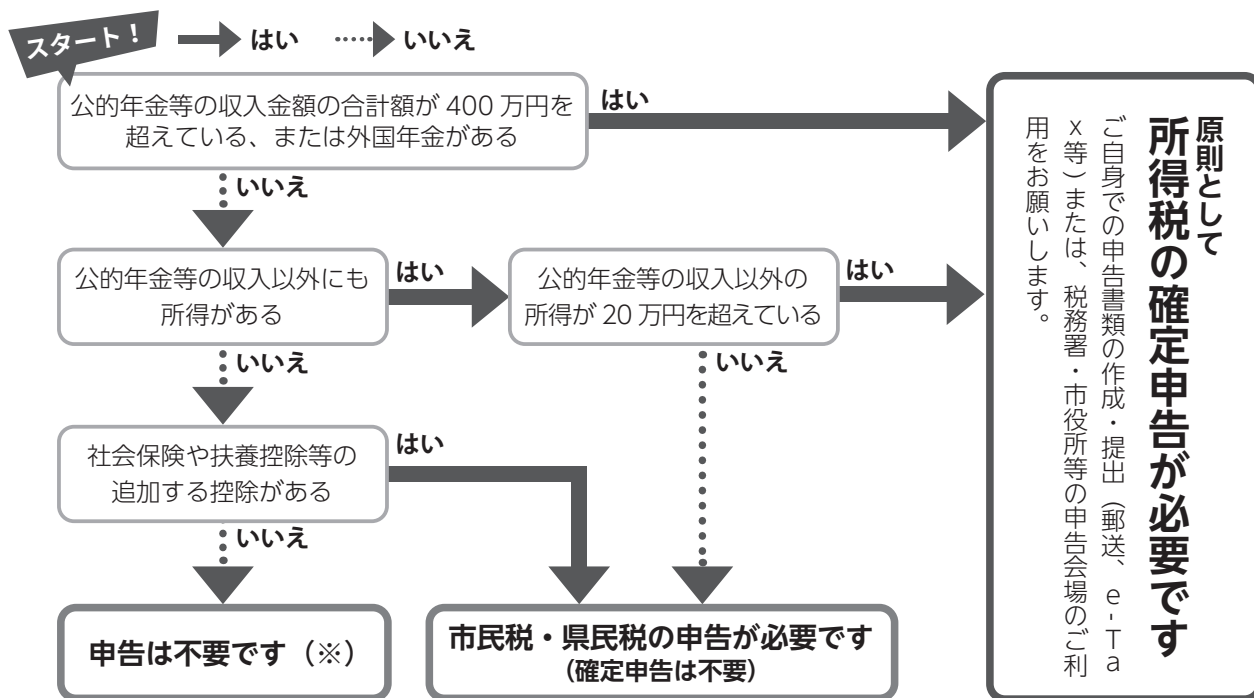 スタート！
はい
いいえ
公的年金等の収入金額の合計額が 400 万円を
超えている、または外国年金がある
はい
いいえ
公的年金等の収入以外にも
所得がある
はい
公的年金等の収入以外の
所得が 20 万円を超えている
はい
いいえ
いいえ
社会保険や扶養控除等の
追加する控除がある
はい
いいえ
申告は不要です（※）
市民税・県民税の申告が必要です
（確定申告は不要）
原則として
所得税の確定申告が必要です
ご自身での申告書類の作成・提出（郵送、e-Ta
x等）または、税務署・市役所等の申告会場のご利
用をお願いします。